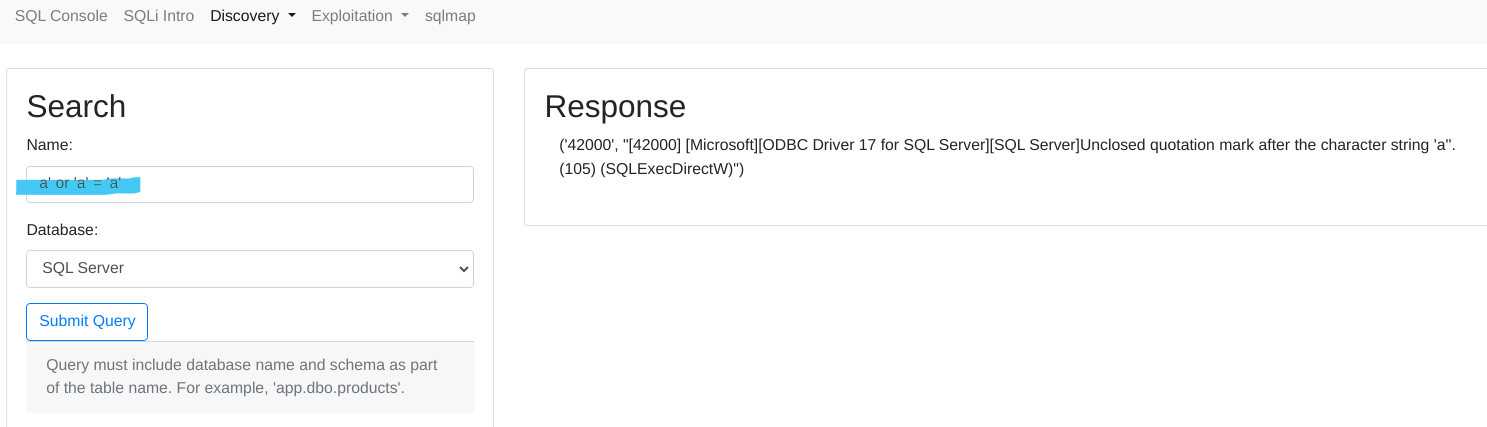 SQL Console SQLi Intro Discovery Exploitation sqlmap
Search
Name:
a' or 'a' = 'a'
Database:
SQL Server
Submit Query
Query must include database name and schema as part
of the table name. For example, 'app.dbo.products'.
Response
('42000', "[42000] [Microsoft][ODBC Driver 17 for SQL Server][SQL Server]Unclosed quotation mark after the character string 'a''.
(105) (SQLExecDirectW)")